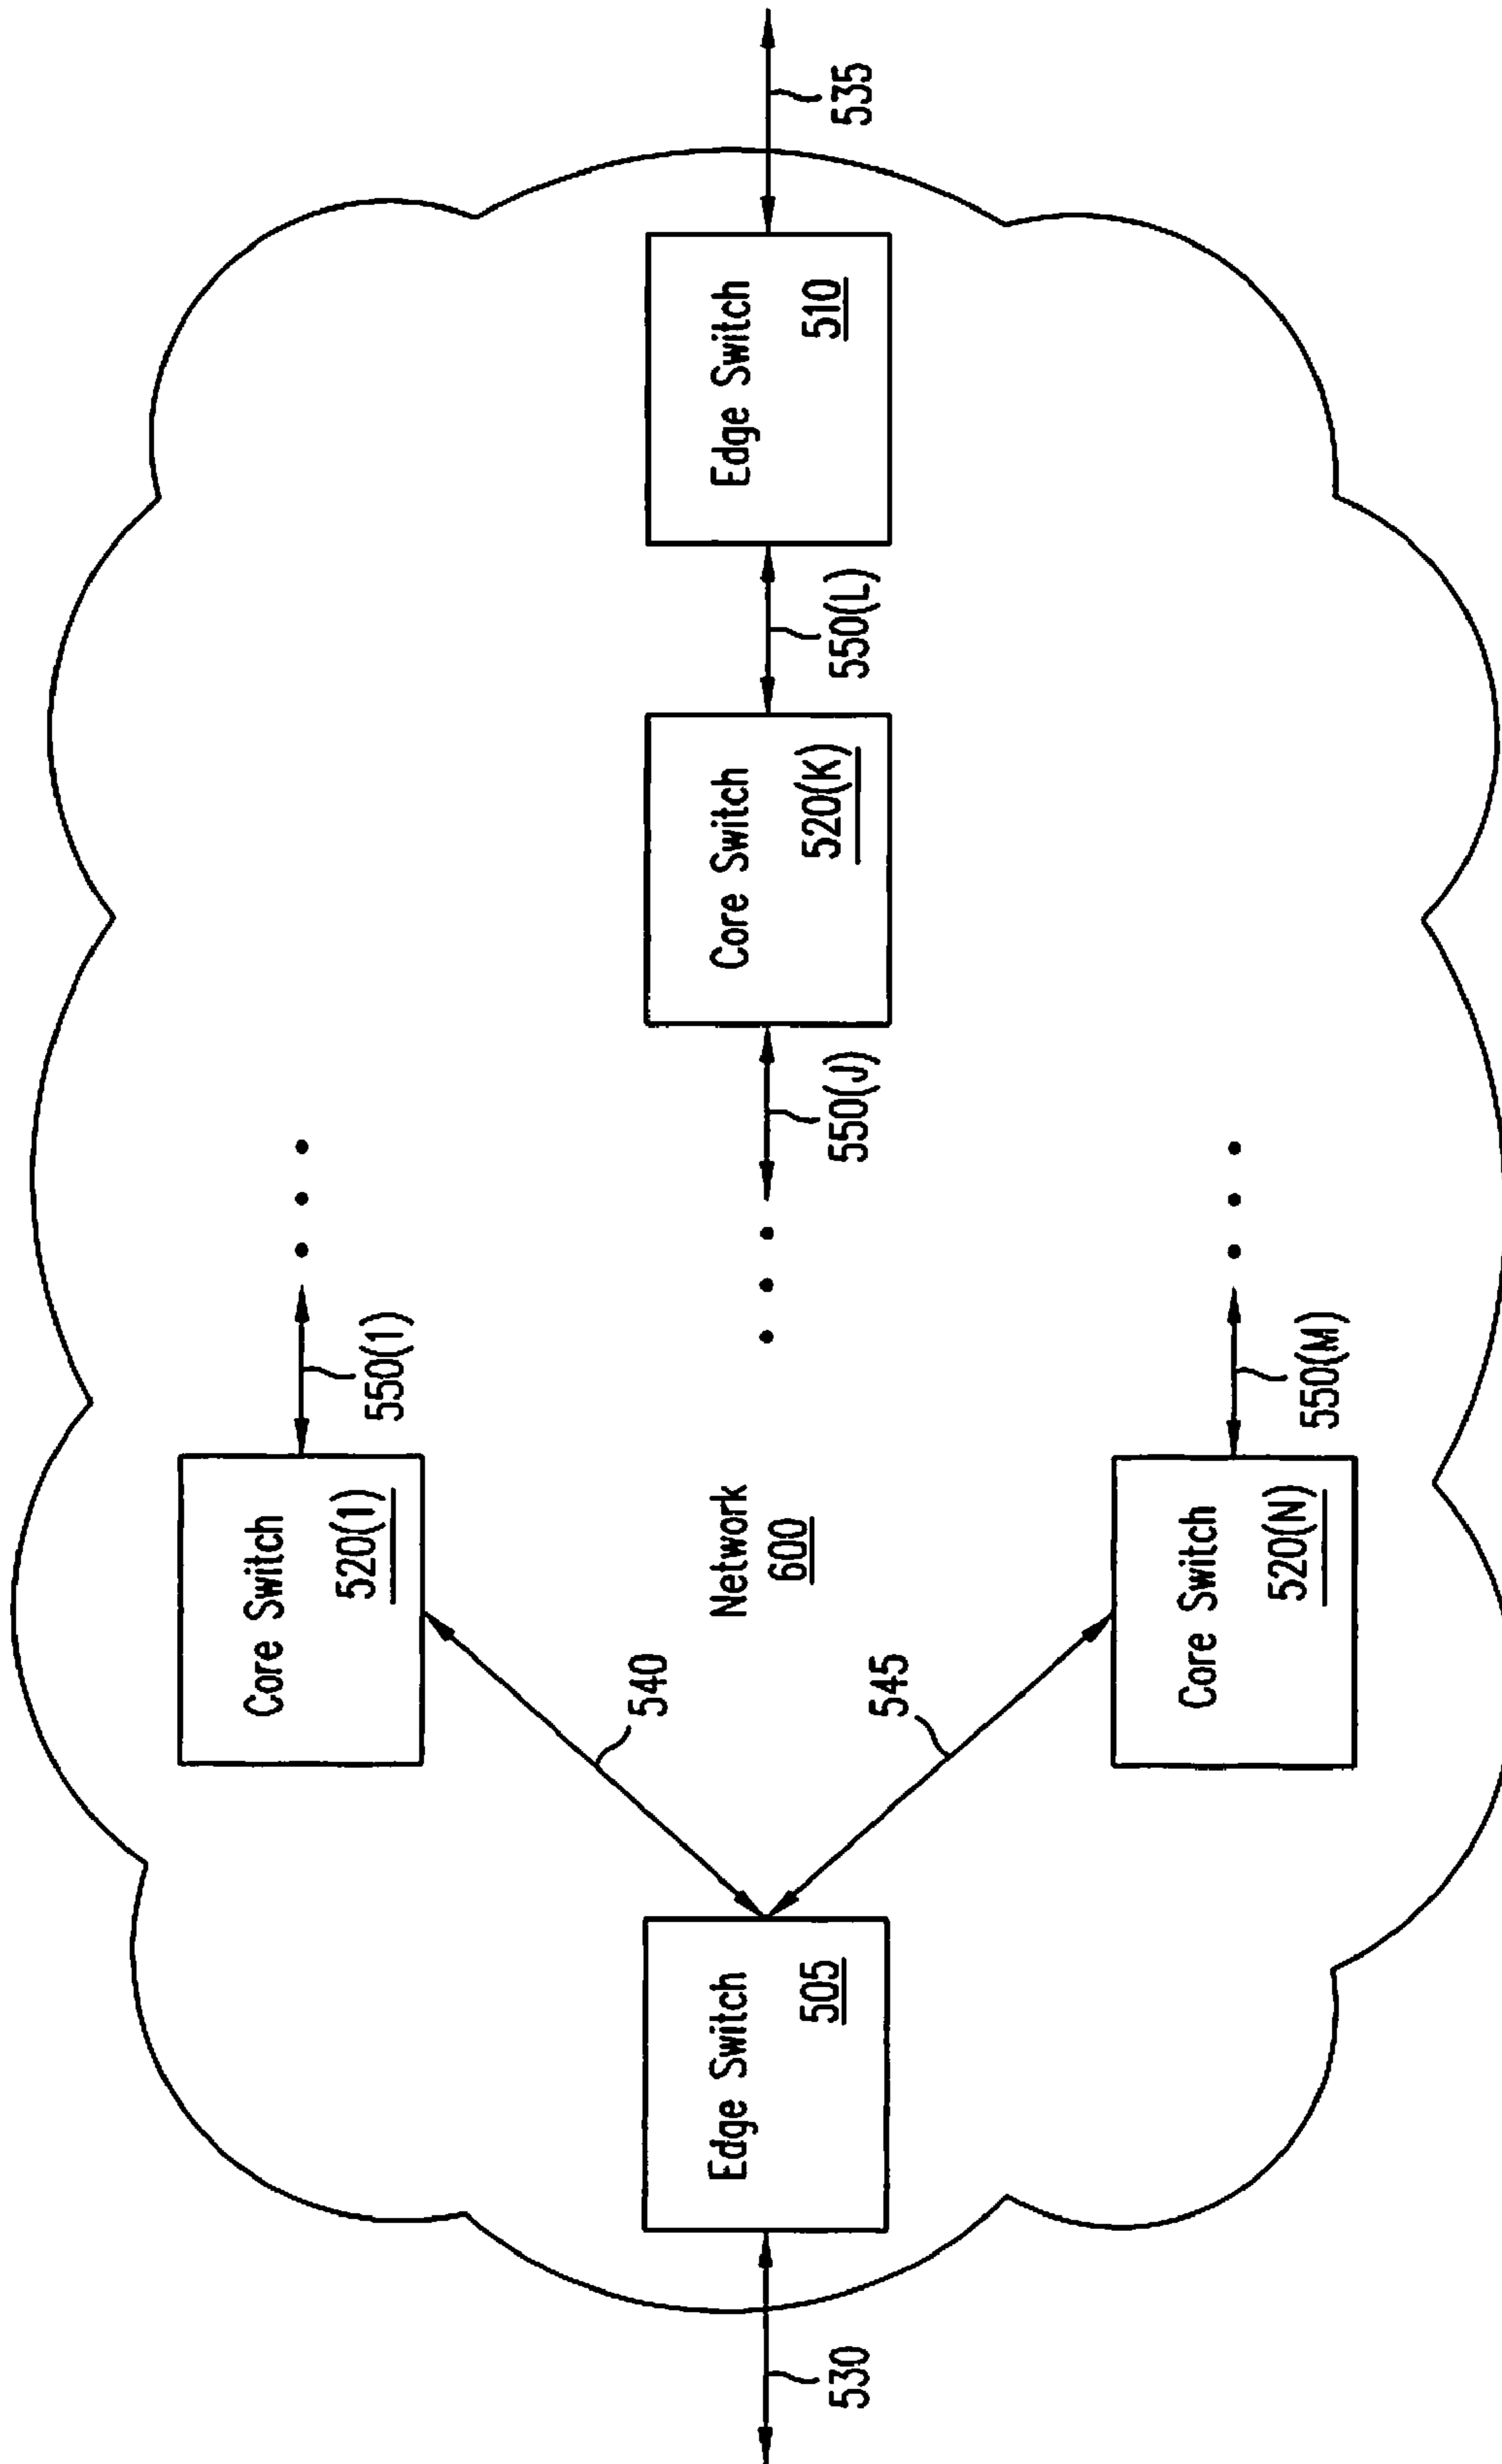 Core Switch
520(1)
550(1)
540
530
Edge Switch
505
Network
600
550(J)
Core Switch
520(K)
550(L)
Edge Switch
510
535
545
Core Switch
520(N)
550(M)